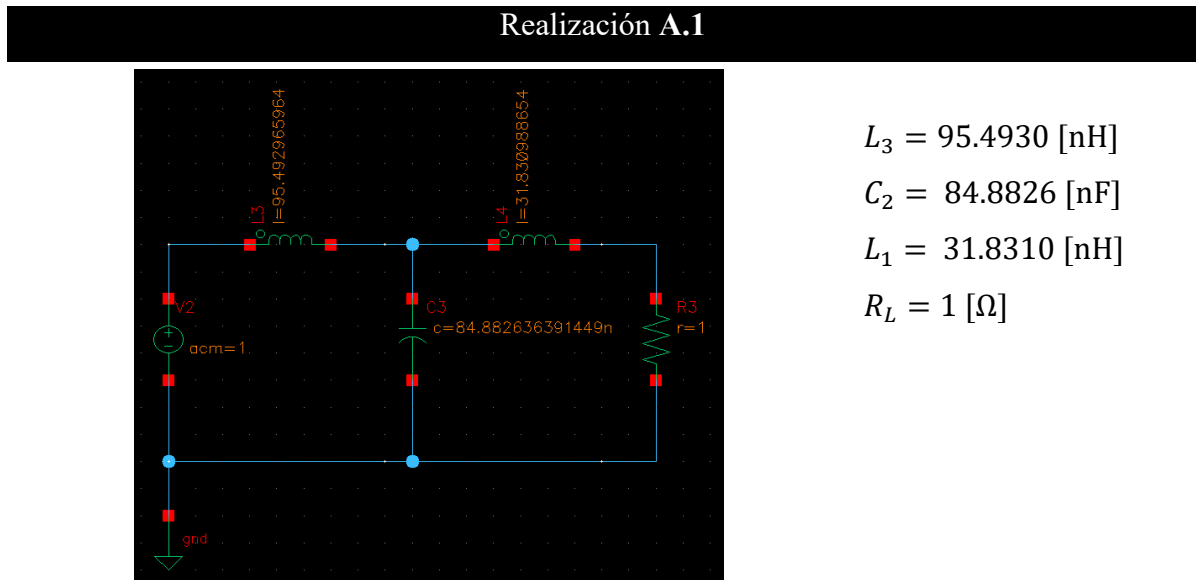 Realización A.1
l=95.492965964
L3
l=31.830988654
L4
V2
acm=1
C3
c=84.882636391449n
R3
r=1
gnd
L₃ = 95.4930 [nH]
C₂ = 84.8826 [nF]
L₁ = 31.8310 [nH]
R_L = 1 [Ω]